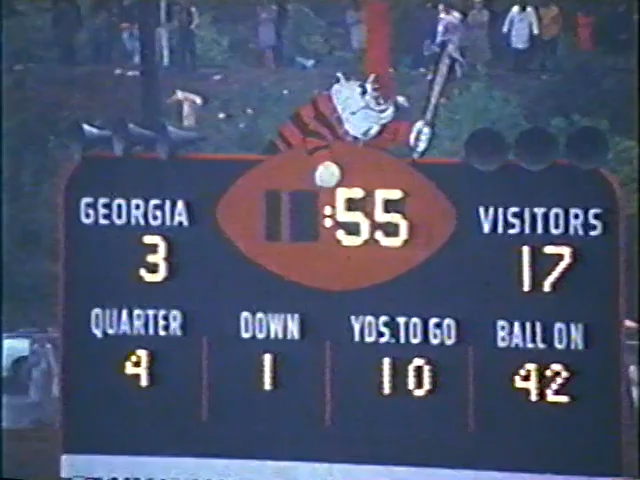 :55
GEORGIA VISITORS
3 17
QUARTER DOWN YDS.TO GO BALL ON
4 1 10 42